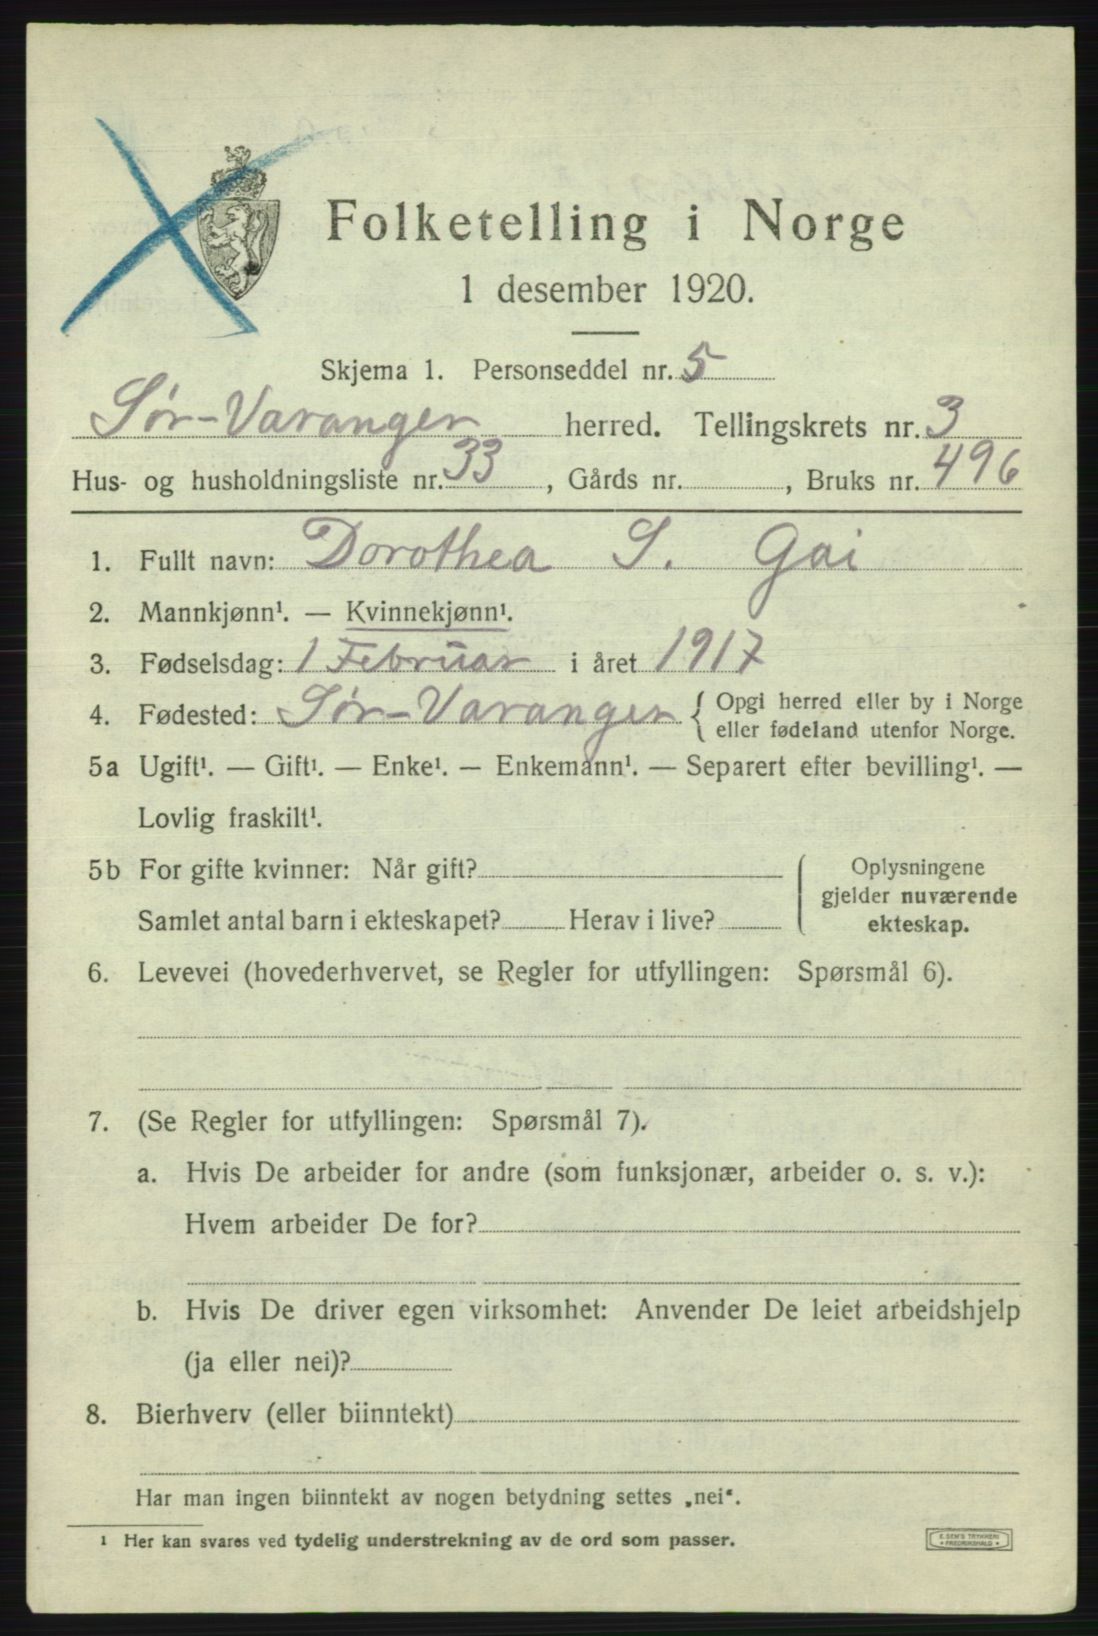 Folketelling i Norge
1 desember 1920.
Skjema 1. Personseddel nr. 5
Sør-Varanger herred. Tellingskrets nr. 3
Hus- og husholdningsliste nr. 33, Gårds nr. , Bruks nr. 496
1. Fullt navn: Dorothea S. Gai
2. Mannkjønn¹. — Kvinnekjønn¹.
3. Fødselsdag: 1 Februar i året 1917
4. Fødested: Sør-Varanger { Opgi herred eller by i Norge
eller fødeland utenfor Norge.
5a Ugift¹. — Gift¹. — Enke¹. — Enkemann¹. — Separert efter bevilling¹. —
Lovlig fraskilt¹.
5b For gifte kvinner: Når gift?
Samlet antal barn i ekteskapet? Herav i live?
Oplysningene
gjelder nuværende
ekteskap.
6. Levevei (hovederhvervet, se Regler for utfyllingen: Spørsmål 6).
7. (Se Regler for utfyllingen: Spørsmål 7).
a. Hvis De arbeider for andre (som funksjonær, arbeider o. s. v.):
Hvem arbeider De for?
b. Hvis De driver egen virksomhet: Anvender De leiet arbeidshjelp
(ja eller nei)?
8. Bierhverv (eller biinntekt)
Har man ingen biinntekt av nogen betydning settes „nei“.
¹ Her kan svares ved tydelig understrekning av de ord som passer.
E. SEM'S TRYKKERI
• FREDRIKSHALD •